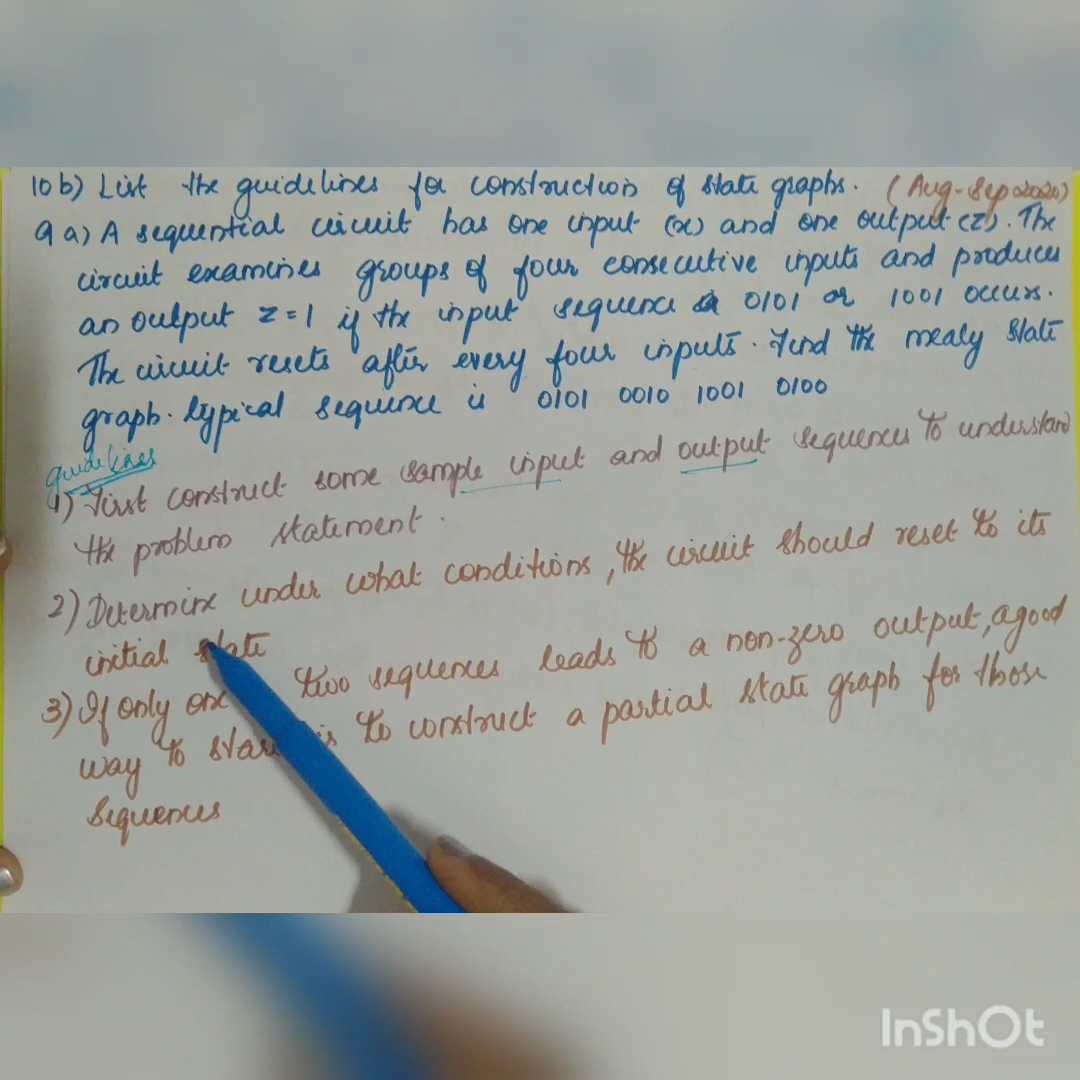 10 b) List the guidelines for construction of state graphs. (Aug-Sep 2020)
9 a) A sequential circuit has one input (x) and one output (z). The
circuit examines groups of four consecutive inputs and produces
an output z=1 if the input sequence 0101 or 1001 occurs.
The circuit resets after every four inputs. Find the mealy state
graph. typical sequence is 0101 0010 1001 0100
guidelines
1) First construct some sample input and output sequences to understand
the problem statement.
2) Determine under what conditions, the circuit should reset to its
initial state
3) If only one two sequences leads to a non-zero output, a good
way to is to construct a partial state graph for those
sequences
InShOt